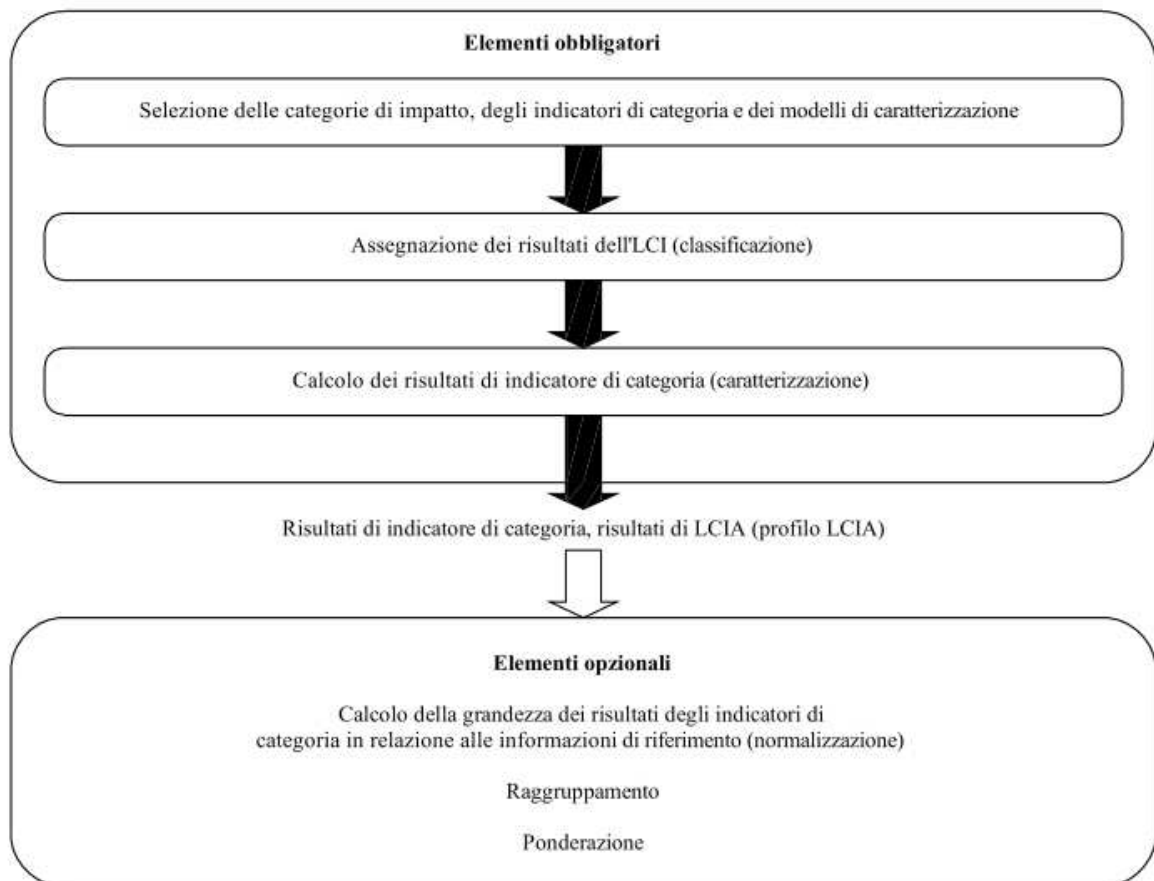 Elementi obbligatori
Selezione delle categorie di impatto, degli indicatori di categoria e dei modelli di caratterizzazione
Assegnazione dei risultati dell'LCI (classificazione)
Calcolo dei risultati di indicatore di categoria (caratterizzazione)
Risultati di indicatore di categoria, risultati di LCIA (profilo LCIA)
Elementi opzionali
Calcolo della grandezza dei risultati degli indicatori di
categoria in relazione alle informazioni di riferimento (normalizzazione)
Raggruppamento
Ponderazione